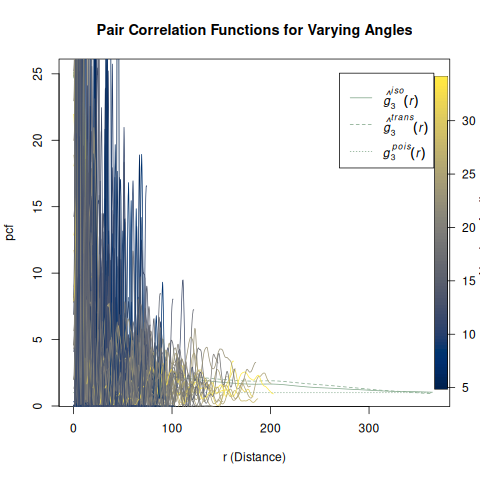 Pair Correlation Functions for Varying Angles
25
20
15
10
5
0
pcf
0
100
200
300
r (Distance)
ĝ₃^iso(r)
ĝ₃^trans(r)
g₃^pois(r)
30
25
20
15
10
5